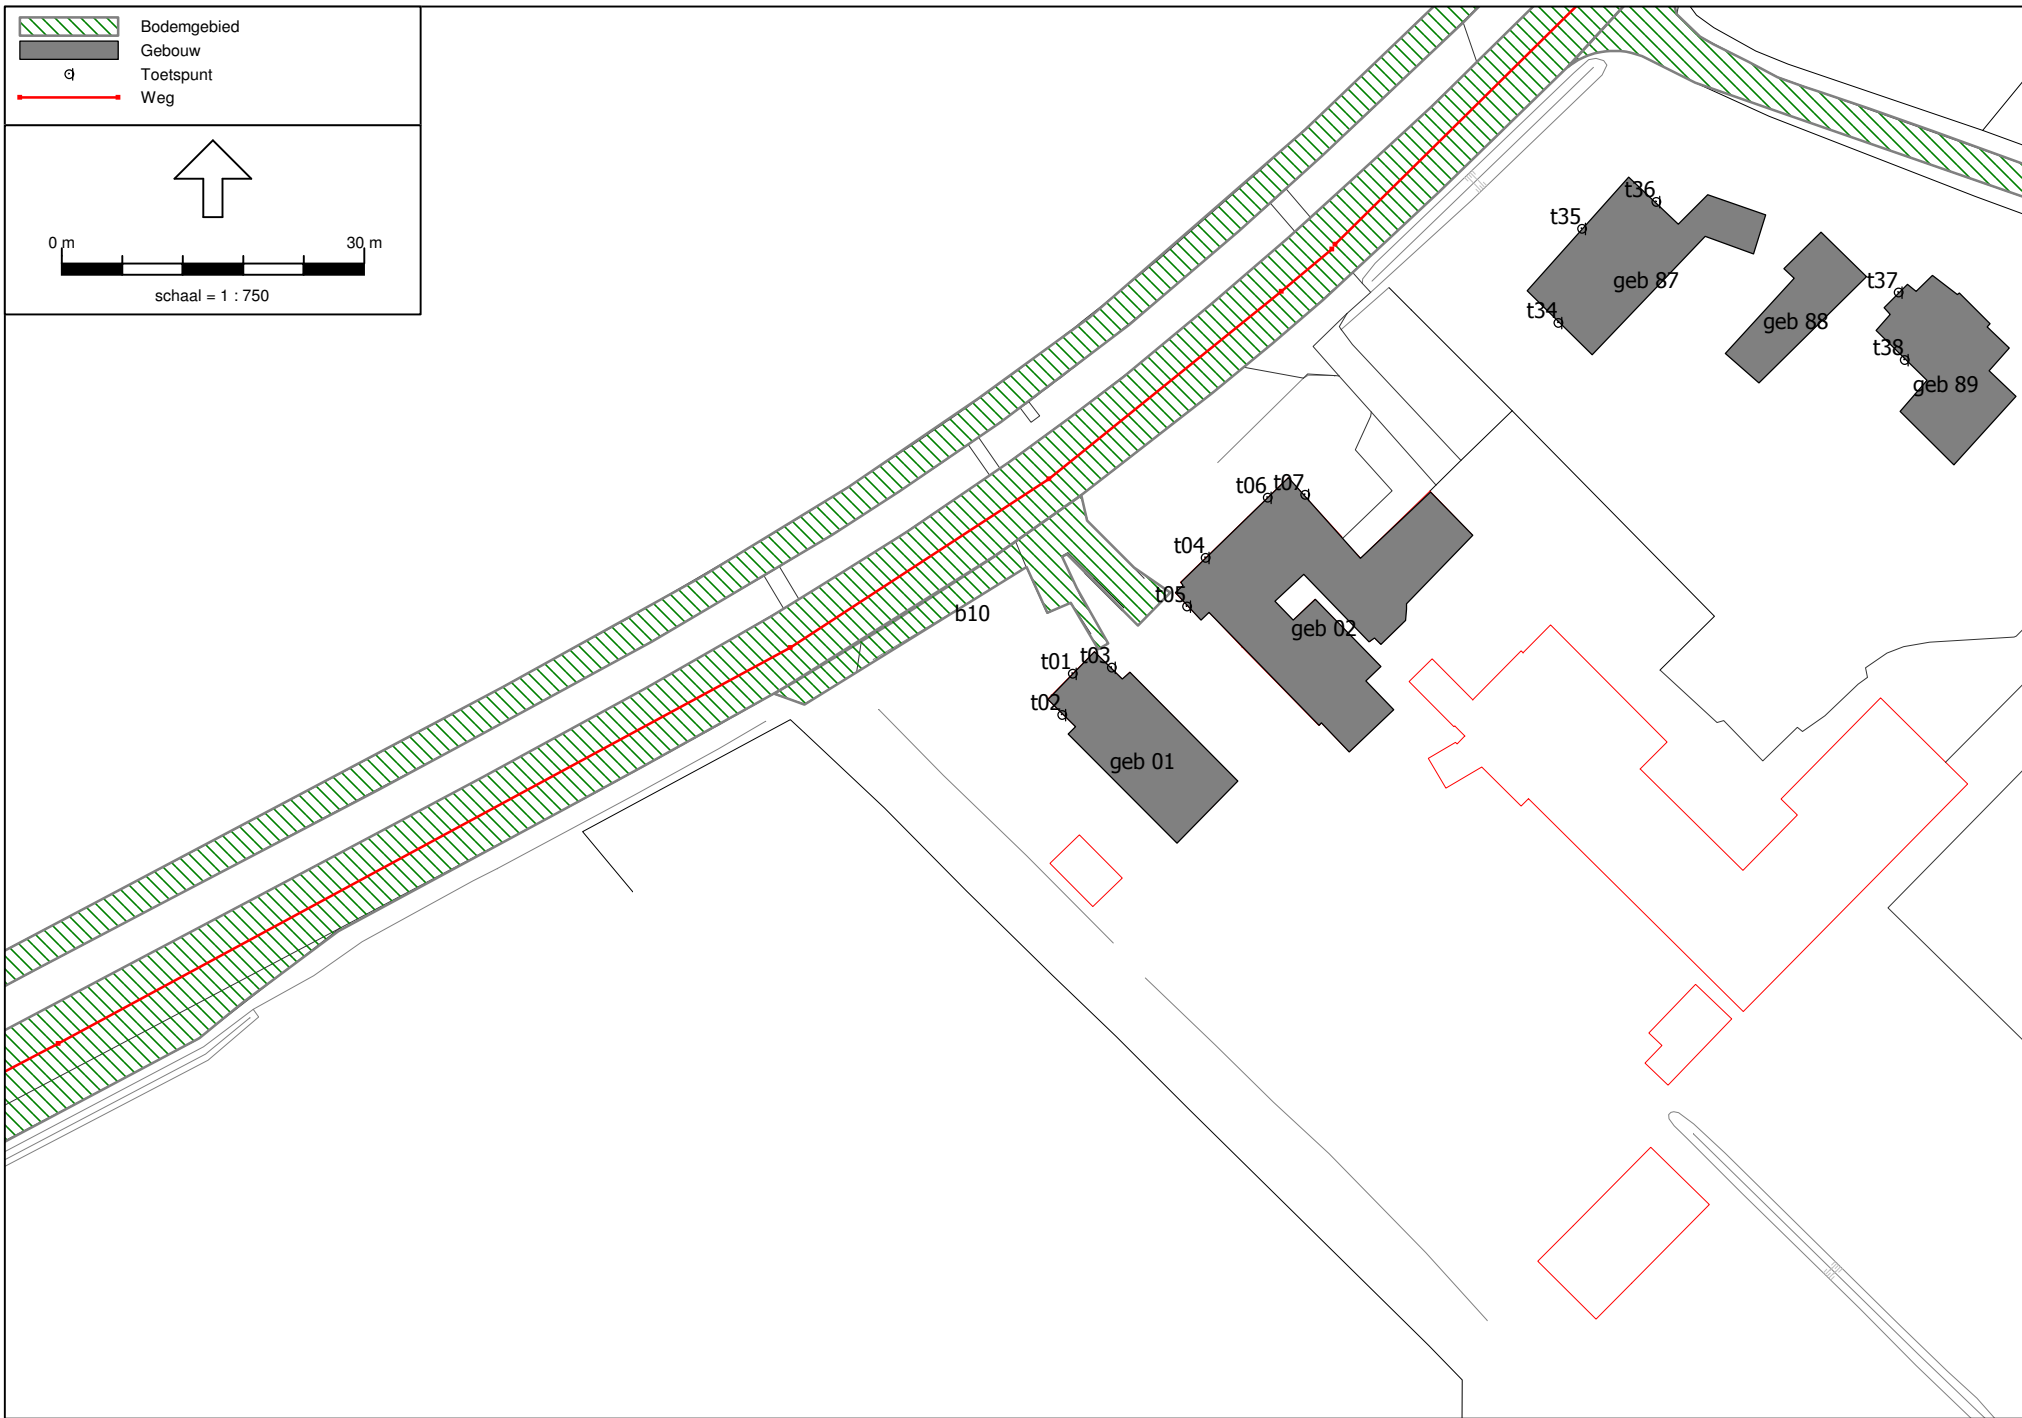 Bodemgebied
Gebouw
Toetspunt
Weg
0 m 30 m
schaal = 1 : 750
t36
t35
geb 87
t37
t34
geb 88
t38
geb 89
t06 t07
t04
t05
b10
geb 02
t01 t03
t02
geb 01